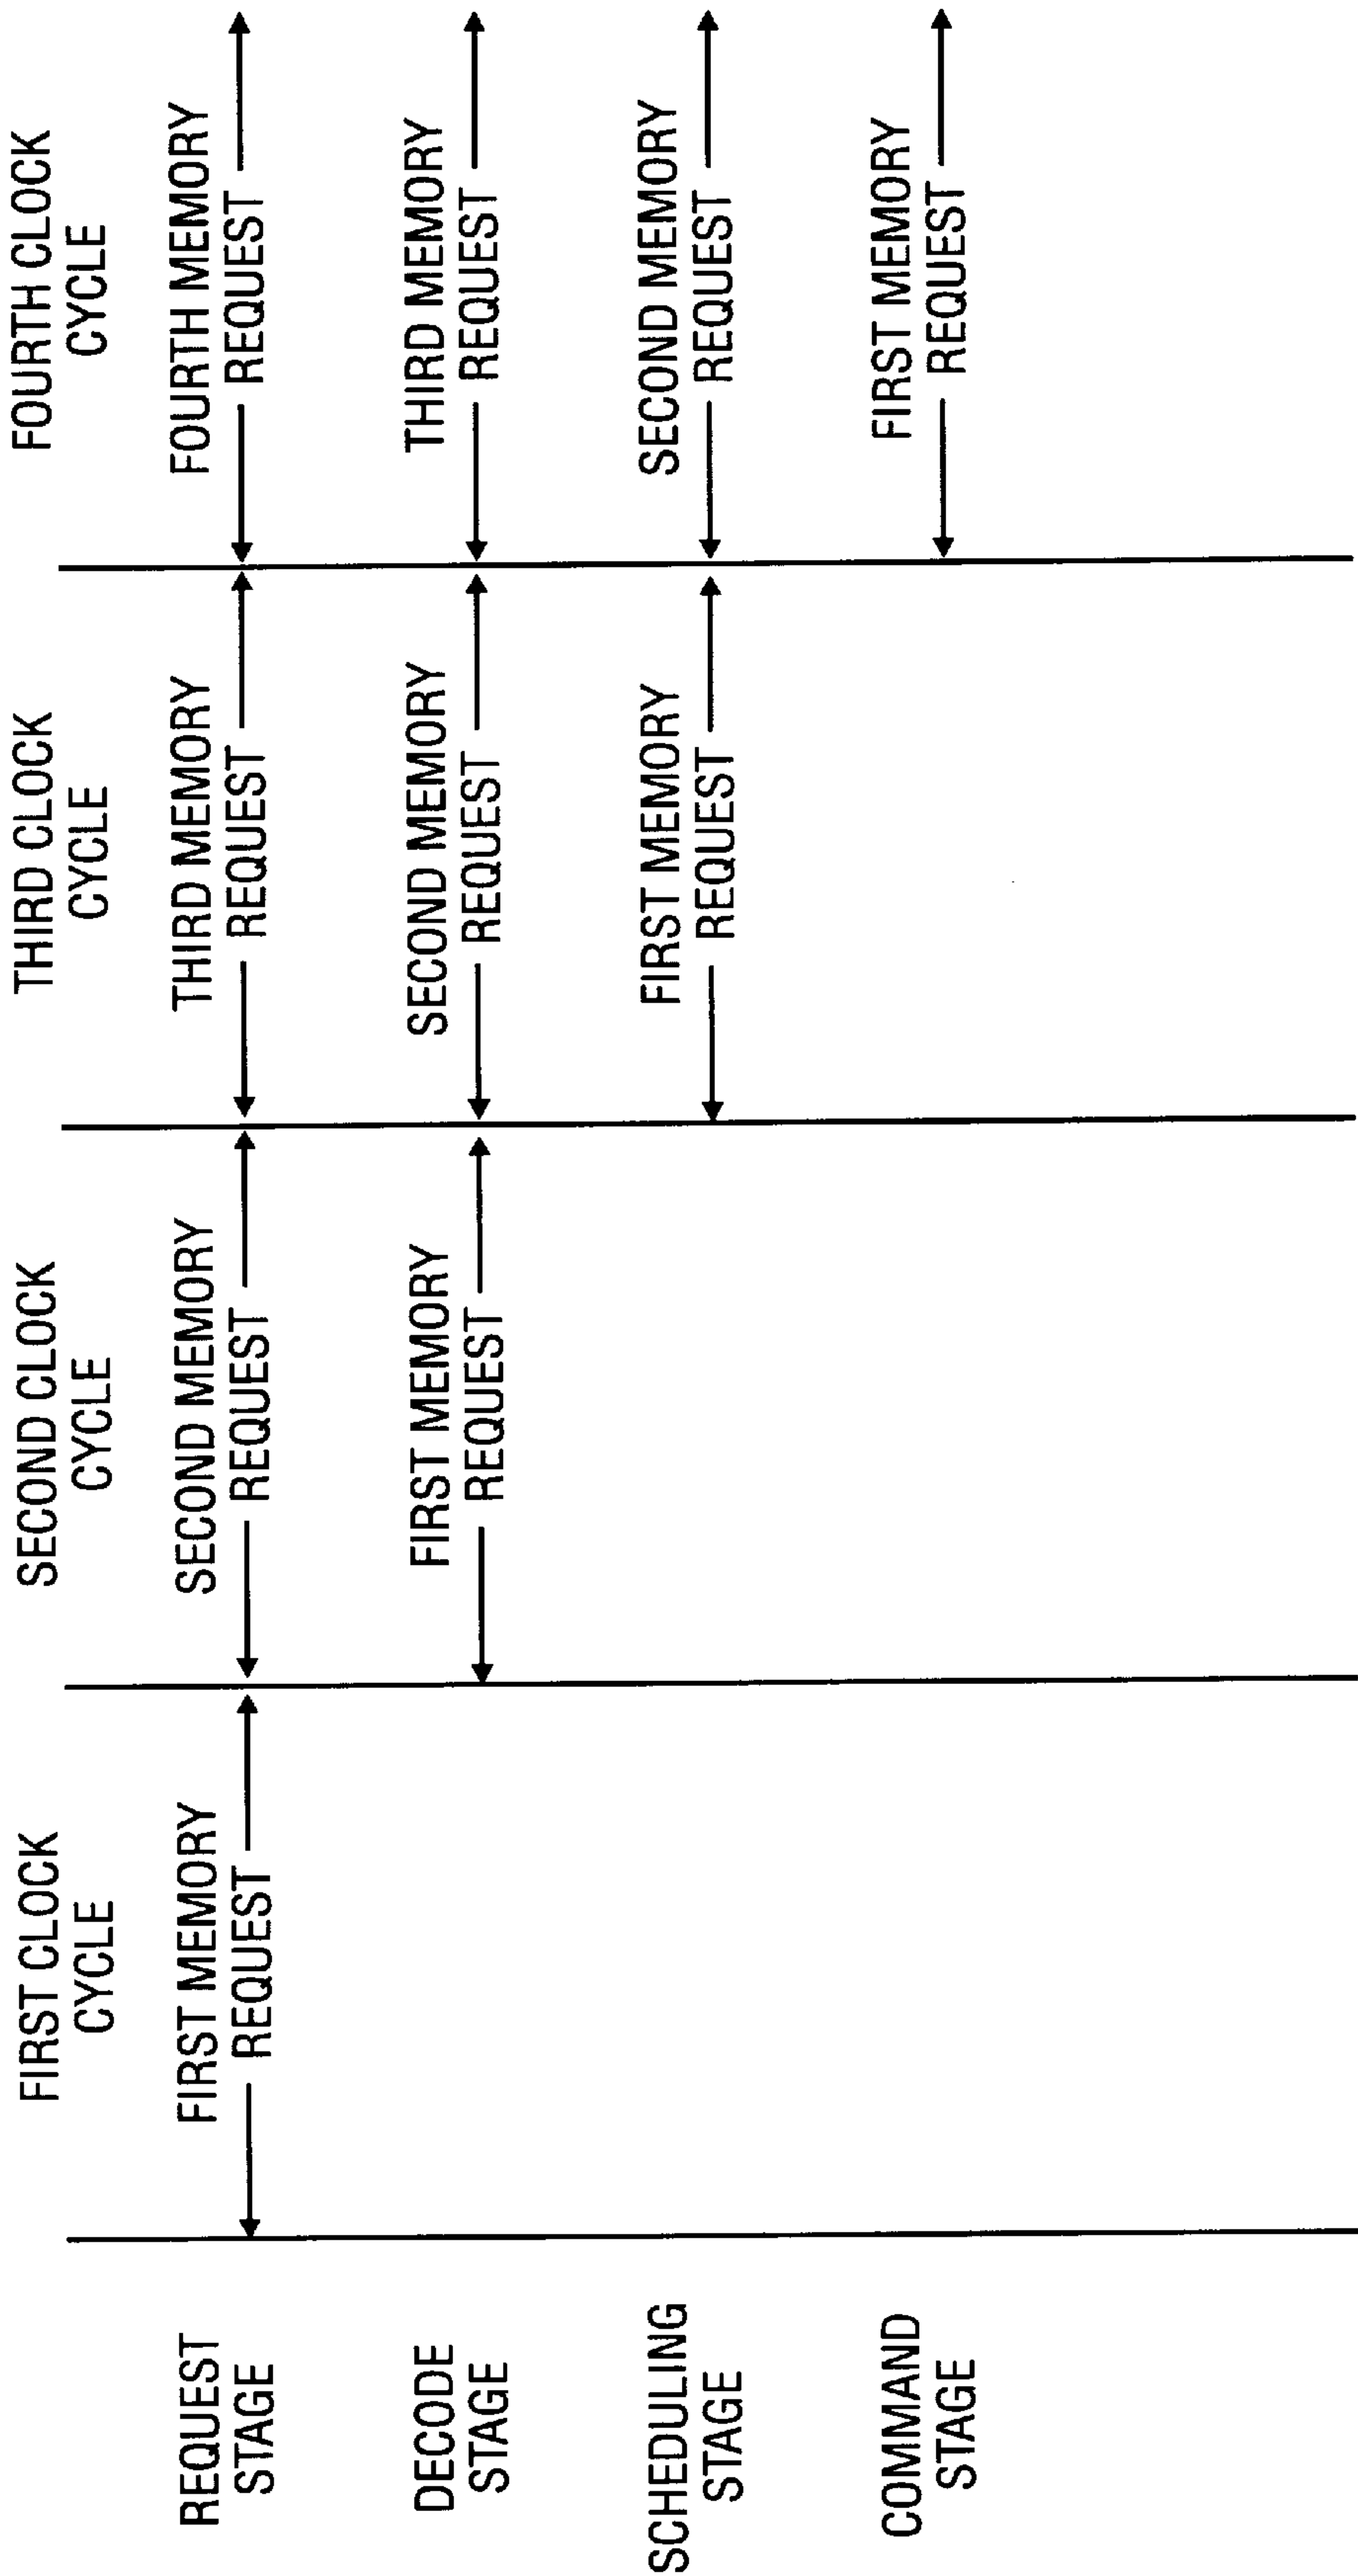 FIRST CLOCK
CYCLE
SECOND CLOCK
CYCLE
THIRD CLOCK
CYCLE
FOURTH CLOCK
CYCLE
REQUEST
STAGE
FIRST MEMORY
REQUEST
SECOND MEMORY
REQUEST
THIRD MEMORY
REQUEST
FOURTH MEMORY
REQUEST
DECODE
STAGE
FIRST MEMORY
REQUEST
SECOND MEMORY
REQUEST
THIRD MEMORY
REQUEST
SCHEDULING
STAGE
FIRST MEMORY
REQUEST
SECOND MEMORY
REQUEST
COMMAND
STAGE
FIRST MEMORY
REQUEST